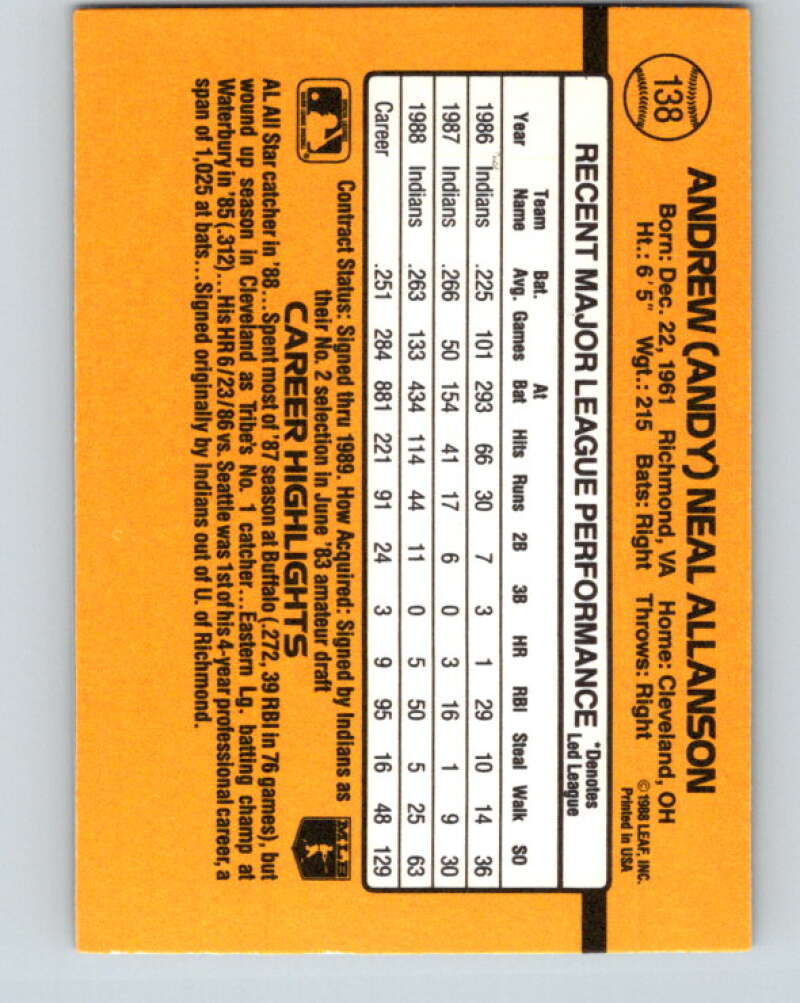 138
ANDREW (ANDY) NEAL ALLANSON
Born: Dec. 22, 1961 Richmond, VA Home: Cleveland, OH
Ht.: 6'5" Wgt.: 215 Bats: Right Throws: Right
© 1988 LEAF, INC.
Printed in USA
RECENT MAJOR LEAGUE PERFORMANCE *Denotes Led League
Year Team Name Bat. Avg. Games At Bat Hits Runs 2B 3B HR RBI Steal Walk SO
1986 Indians .225 101 293 66 30 7 3 1 29 10 14 36
1987 Indians .266 50 154 41 17 6 0 3 16 1 9 30
1988 Indians .263 133 434 114 44 11 0 5 50 5 25 63
Career .251 284 881 221 91 24 3 9 95 16 48 129
Contract Status: Signed thru 1989. How Acquired: Signed by Indians as
their No. 2 selection in June '83 amateur draft
MLB
CAREER HIGHLIGHTS
AL All Star catcher in '88...Spent most of '87 season at Buffalo (.272, 39 RBI in 76 games), but
wound up season in Cleveland as Tribe's No. 1 catcher...Eastern Lg. batting champ at
Waterbury in '85 (.312)...His HR 6/23/86 vs. Seattle was 1st of his 4-year professional career, a
span of 1,025 at bats...Signed originally by Indians out of U. of Richmond.